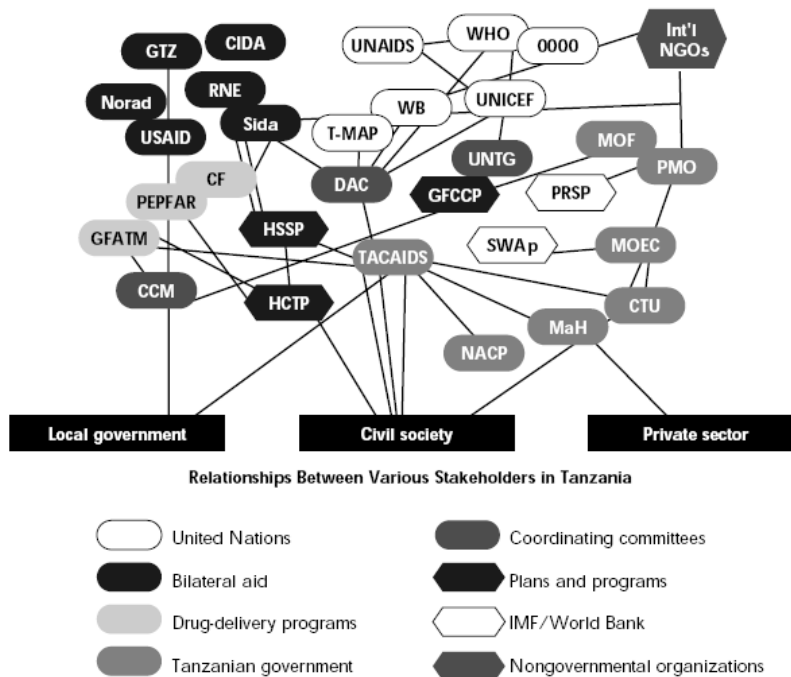 GTZ
CIDA
UNAIDS
WHO
0000
Int'l
NGOs
Norad
RNE
USAID
Sida
WB
UNICEF
T-MAP
MOF
CF
UNTG
PEPFAR
DAC
GFCCP
PRSP
PMO
GFATM
HSSP
TACAIDS
SWAp
MOEC
CCM
HCTP
CTU
MaH
NACP
Local government
Civil society
Private sector
Relationships Between Various Stakeholders in Tanzania
United Nations
Coordinating committees
Bilateral aid
Plans and programs
Drug-delivery programs
IMF/World Bank
Tanzanian government
Nongovernmental organizations